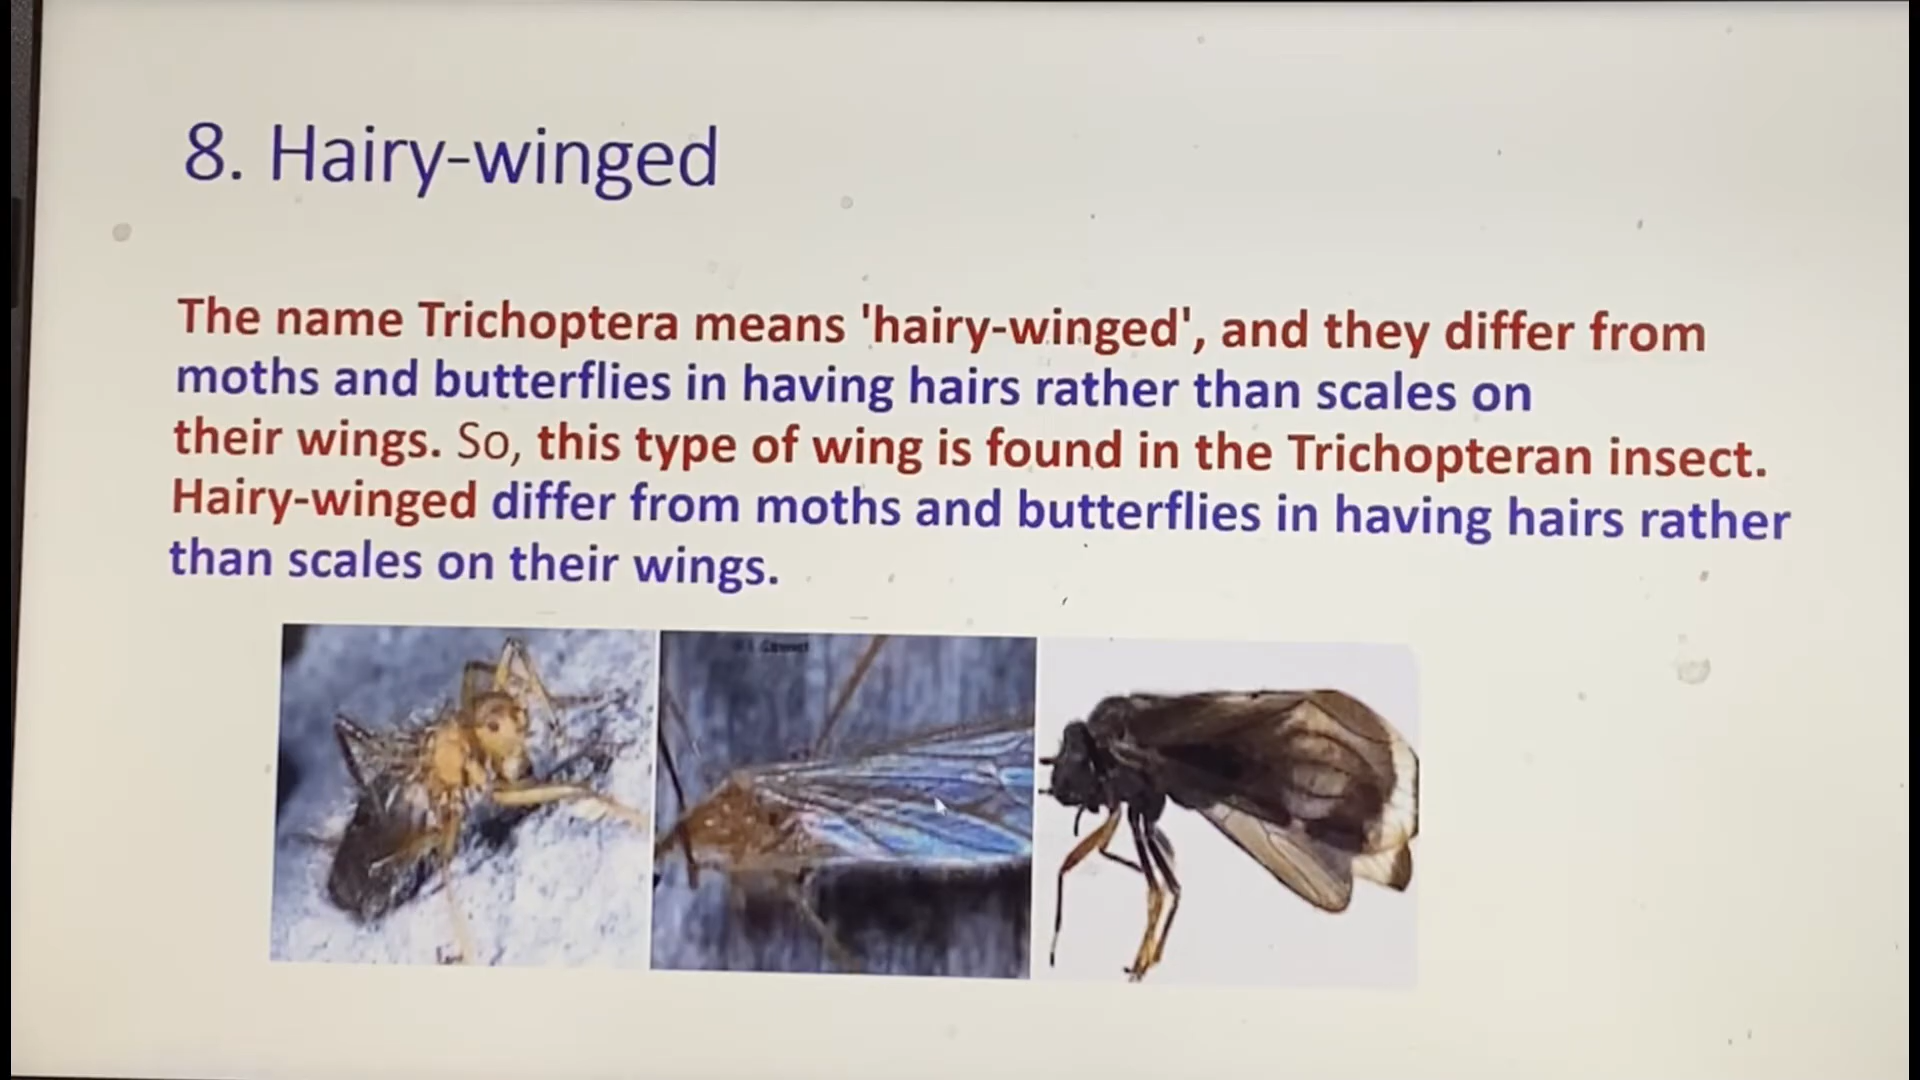 8. Hairy-winged
The name Trichoptera means 'hairy-winged', and they differ from
moths and butterflies in having hairs rather than scales on
their wings. So, this type of wing is found in the Trichopteran insect.
Hairy-winged differ from moths and butterflies in having hairs rather
than scales on their wings.